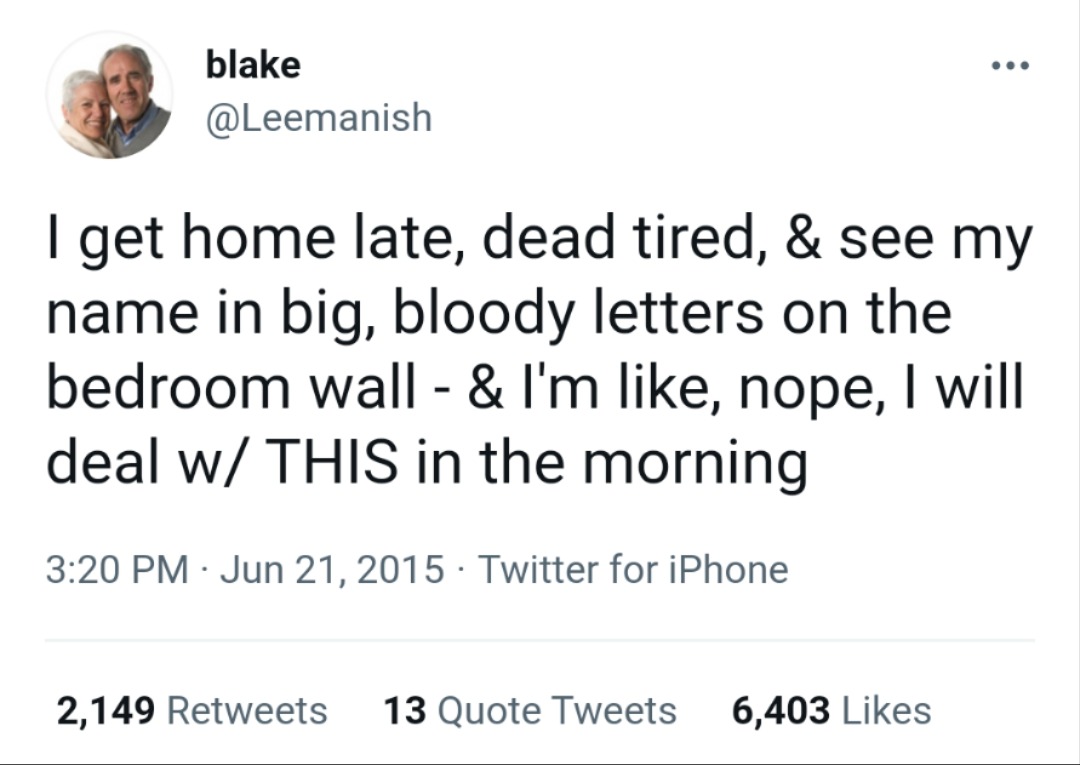 blake
@Leemanish
I get home late, dead tired, & see my
name in big, bloody letters on the
bedroom wall - & I'm like, nope, I will
deal w/ THIS in the morning
3:20 PM · Jun 21, 2015 · Twitter for iPhone
2,149 Retweets 13 Quote Tweets 6,403 Likes